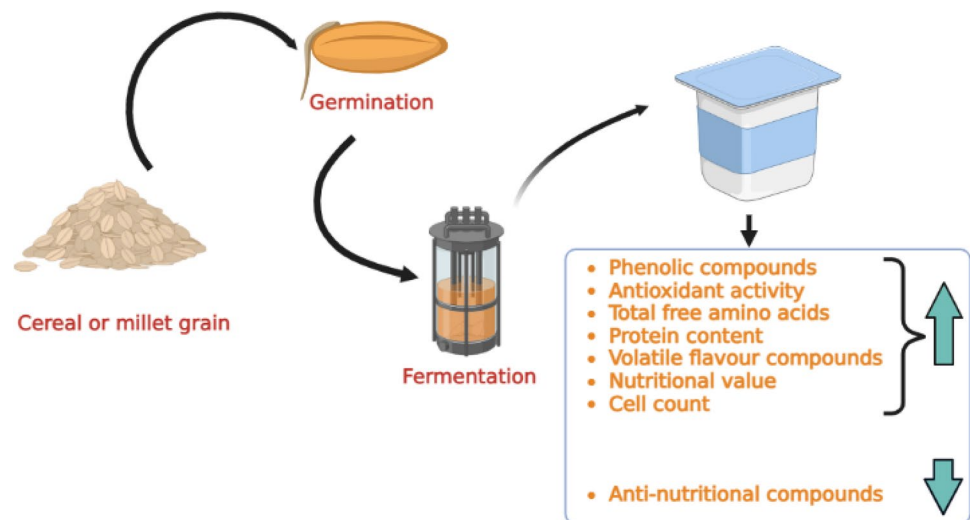 Germination
Cereal or millet grain
Fermentation
• Phenolic compounds
• Antioxidant activity
• Total free amino acids
• Protein content
• Volatile flavour compounds
• Nutritional value
• Cell count
• Anti-nutritional compounds